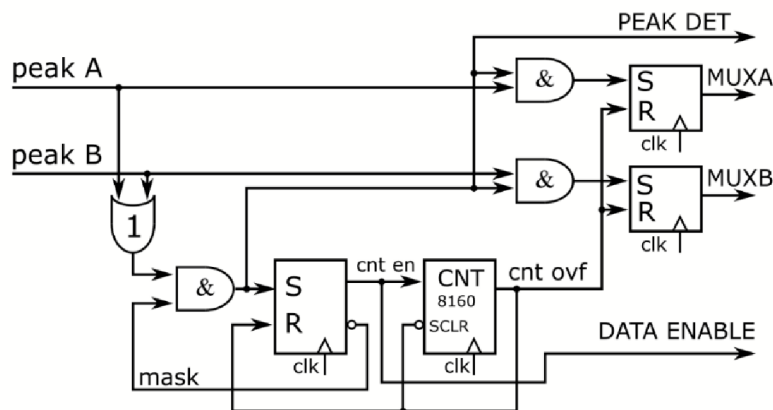 PEAK DET
peak A
&
S
R
clk
MUXA
peak B
&
S
R
clk
MUXB
1
&
S
R
clk
cnt en
CNT
8160
SCLR
clk
cnt ovf
mask
DATA ENABLE